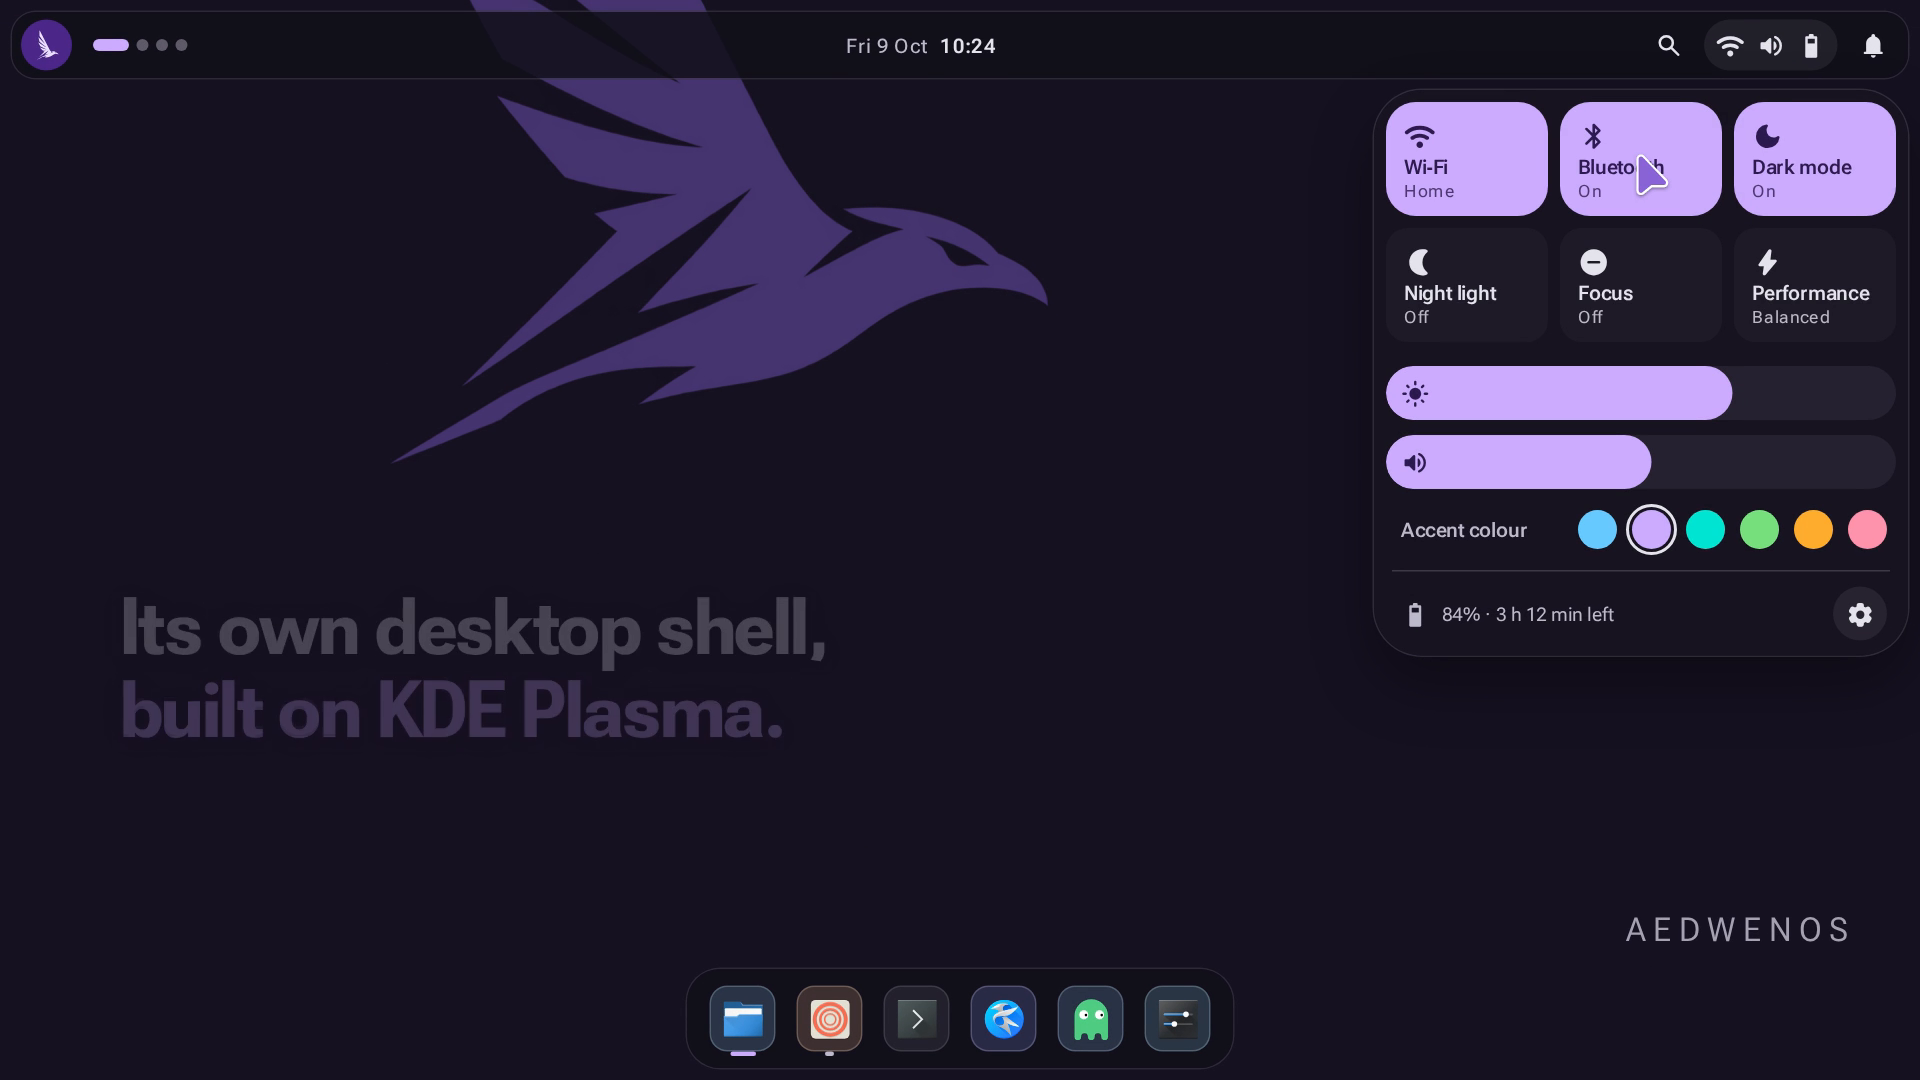 Fri 9 Oct 10:24
Wi-Fi
Home
Bluetooth
On
Dark mode
On
Night light
Off
Focus
Off
Performance
Balanced
Accent colour
84% · 3 h 12 min left
Its own desktop shell,
built on KDE Plasma.
AEDWENOS